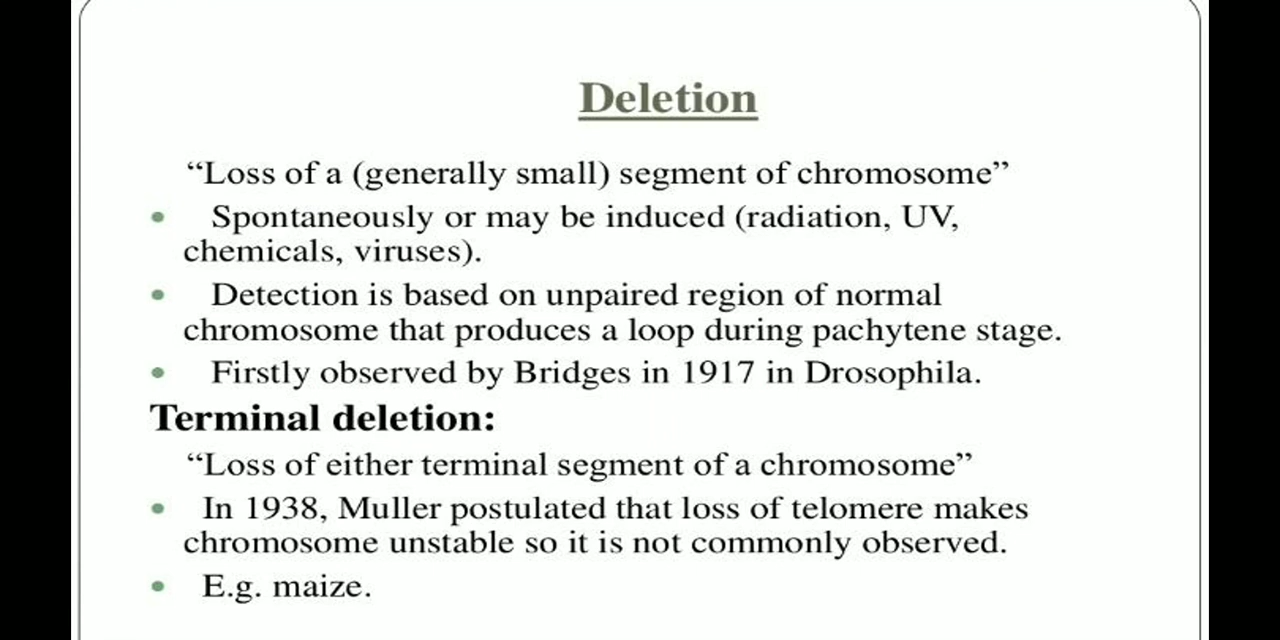 Deletion
“Loss of a (generally small) segment of chromosome”
• Spontaneously or may be induced (radiation, UV,
chemicals, viruses).
• Detection is based on unpaired region of normal
chromosome that produces a loop during pachytene stage.
• Firstly observed by Bridges in 1917 in Drosophila.
Terminal deletion:
“Loss of either terminal segment of a chromosome”
• In 1938, Muller postulated that loss of telomere makes
chromosome unstable so it is not commonly observed.
• E.g. maize.